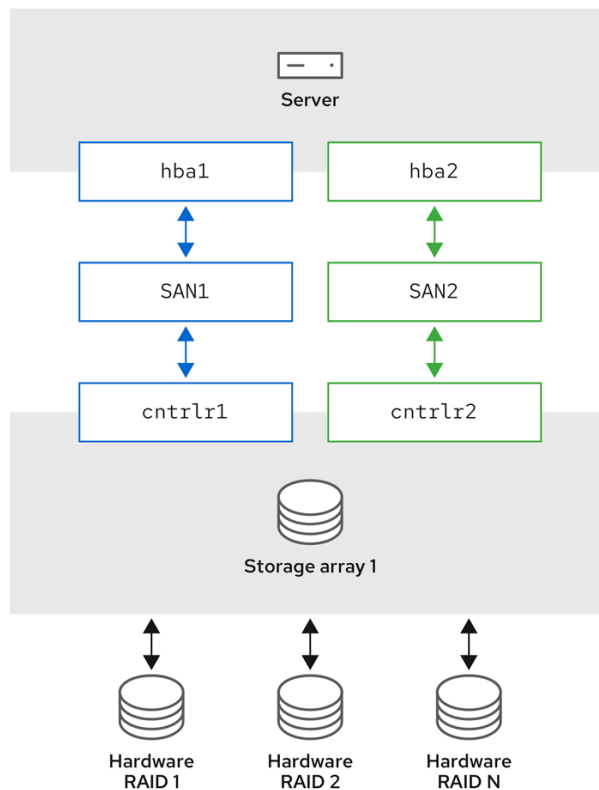 Server
hba1
hba2
SAN1
SAN2
cntrlr1
cntrlr2
Storage array 1
Hardware
RAID 1
Hardware
RAID 2
Hardware
RAID N